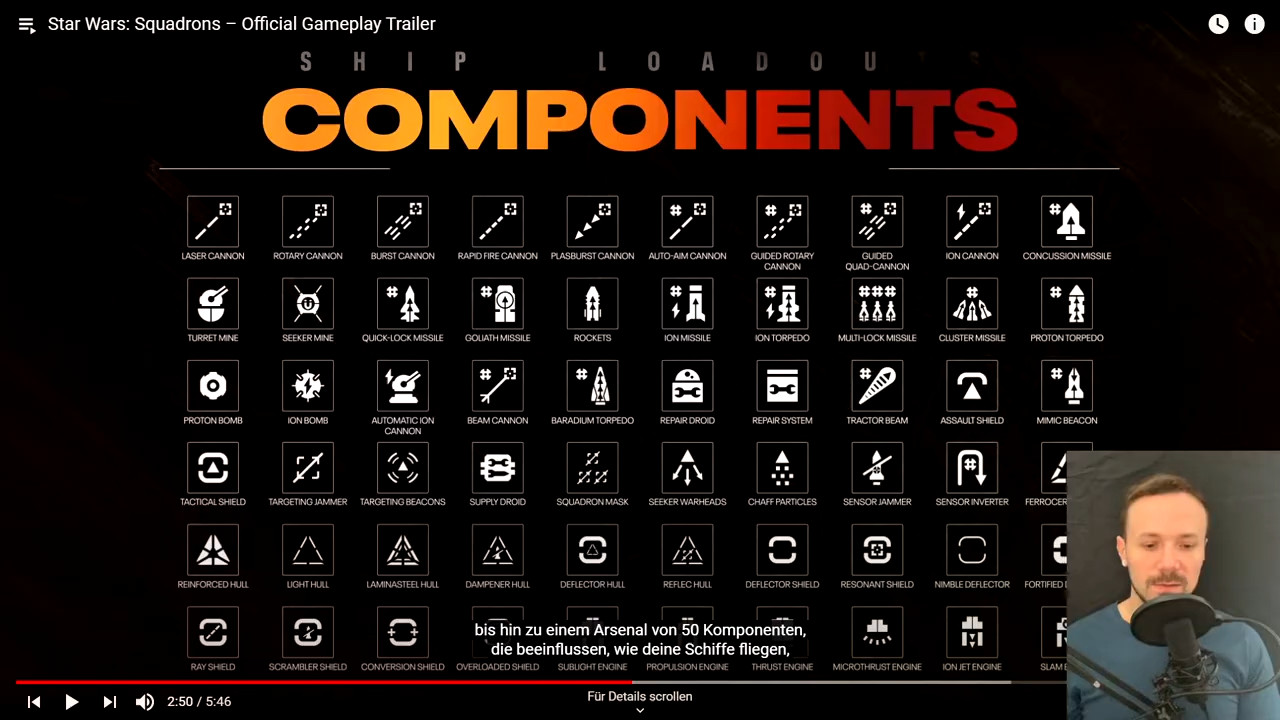 Star Wars: Squadrons – Official Gameplay Trailer
SHIP LOADOUTS
COMPONENTS
LASER CANNON ROTARY CANNON BURST CANNON RAPID FIRE CANNON PLASBURST CANNON AUTO-AIM CANNON GUIDED ROTARY CANNON GUIDED QUAD-CANNON ION CANNON CONCUSSION MISSILE
TURRET MINE SEEKER MINE QUICK-LOCK MISSILE GOLIATH MISSILE ROCKETS ION MISSILE ION TORPEDO MULTI-LOCK MISSILE CLUSTER MISSILE PROTON TORPEDO
PROTON BOMB ION BOMB AUTOMATIC ION CANNON BEAM CANNON BARADIUM TORPEDO REPAIR DROID REPAIR SYSTEM TRACTOR BEAM ASSAULT SHIELD MIMIC BEACON
TACTICAL SHIELD TARGETING JAMMER TARGETING BEACONS SUPPLY DROID SQUADRON MASK SEEKER WARHEADS CHAFF PARTICLES SENSOR JAMMER SENSOR INVERTER
REINFORCED HULL LIGHT HULL LAMINASTEEL HULL DAMPENER HULL DEFLECTOR HULL REFLEC HULL DEFLECTOR SHIELD RESONANT SHIELD NIMBLE DEFLECTOR FORTIFIED
bis hin zu einem Arsenal von 50 Komponenten,
die beeinflussen, wie deine Schiffe fliegen,
RAY SHIELD SCRAMBLER SHIELD CONVERSION SHIELD OVERLOADED SHIELD SUBLIGHT ENGINE PROPULSION ENGINE THRUST ENGINE MICROTHRUST ENGINE ION JET ENGINE SLAM
2:50 / 5:46
Für Details scrollen